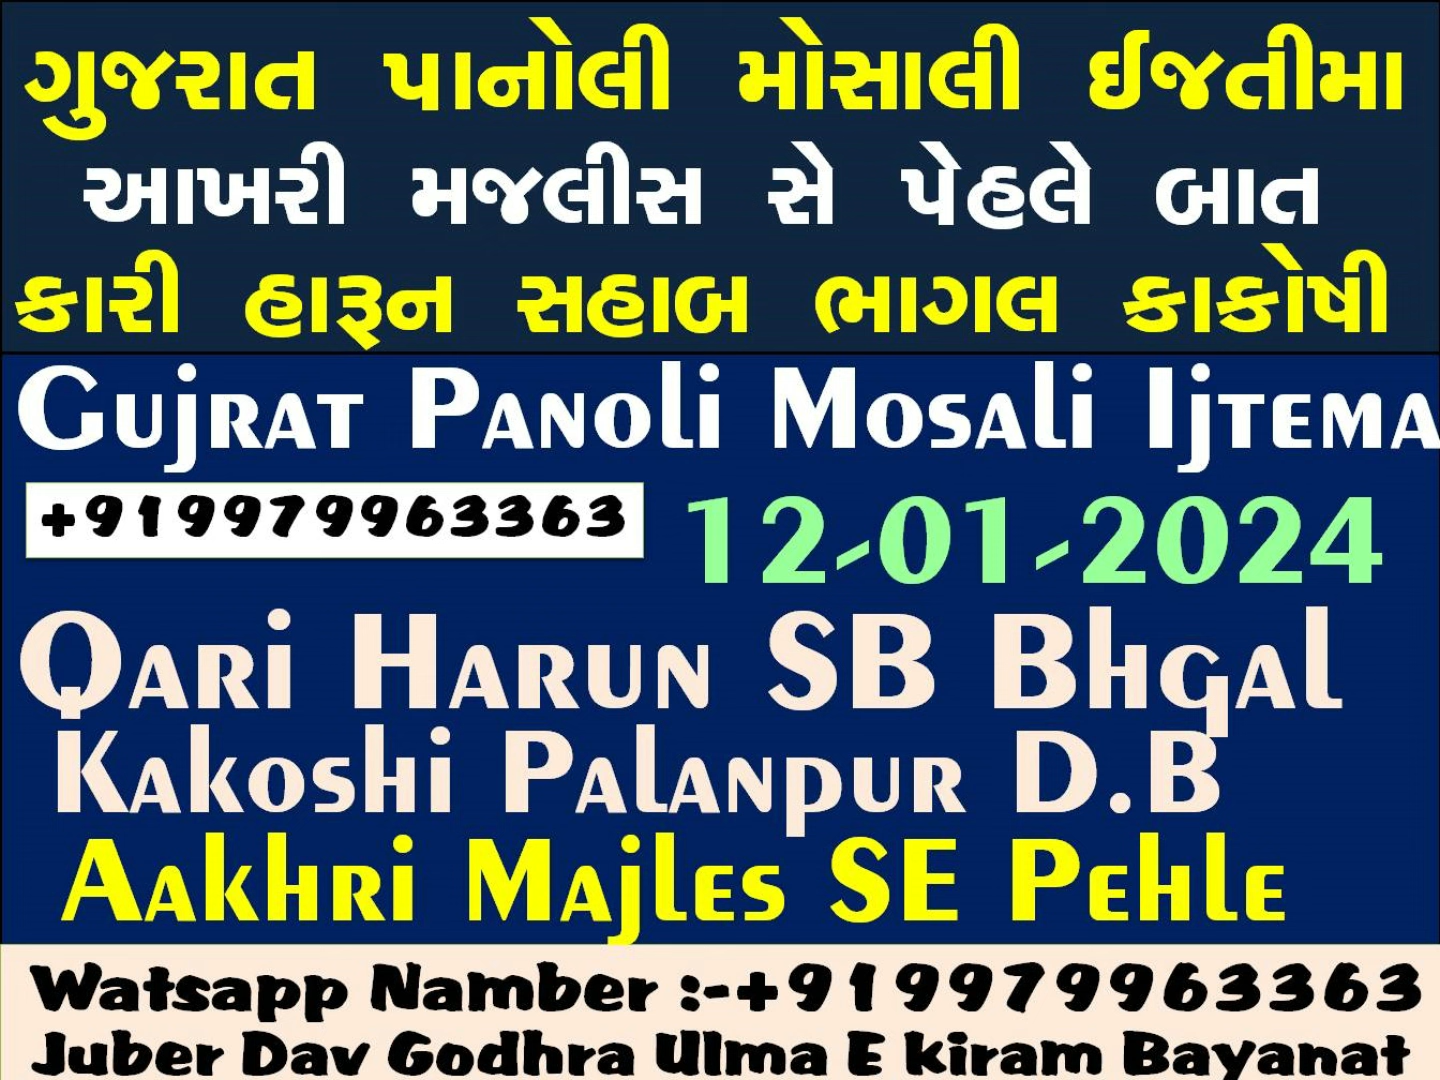 ગુજરાત પાનોલી મોસાલી ઈજતીમા
આખરી મજલીસ સે પેહલે બાત
કારી હારૂન સહાબ ભાગલ કાકોષી
Gujrat Panoli Mosali Ijtema
+919979963363 12-01-2024
Qari Harun SB Bhgal
Kakoshi Palanpur D.B
Aakhri Majles SE Pehle
Watsapp Namber :-+919979963363
Juber Dav Godhra Ulma E kiram Bayanat